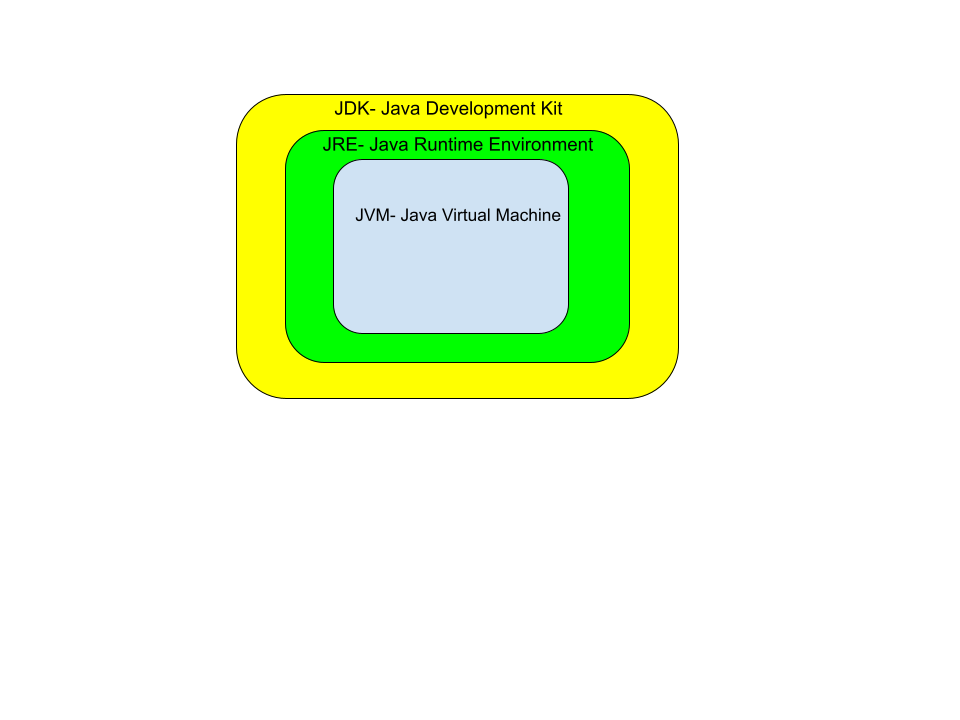 JDK- Java Development Kit
JRE- Java Runtime Environment
JVM- Java Virtual Machine